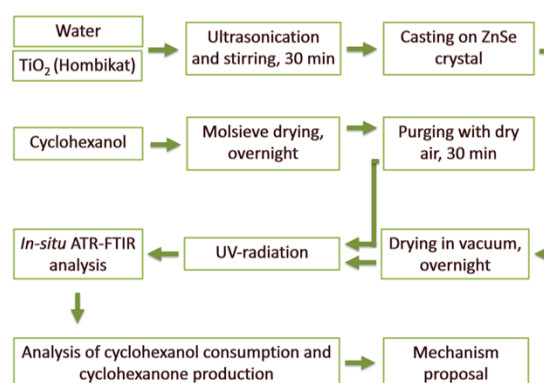 Water
TiO₂ (Hombikat)
Ultrasonication
and stirring, 30 min
Casting on ZnSe
crystal
Cyclohexanol
Molsieve drying,
overnight
Purging with dry
air, 30 min
In-situ ATR-FTIR
analysis
UV-radiation
Drying in vacuum,
overnight
Analysis of cyclohexanol consumption and
cyclohexanone production
Mechanism
proposal